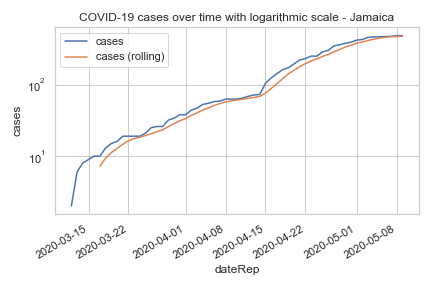 COVID-19 cases over time with logarithmic scale - Jamaica
cases
cases (rolling)
10²
10¹
cases
2020-03-15
2020-03-22
2020-04-01
2020-04-08
2020-04-15
2020-04-22
2020-05-01
2020-05-08
dateRep